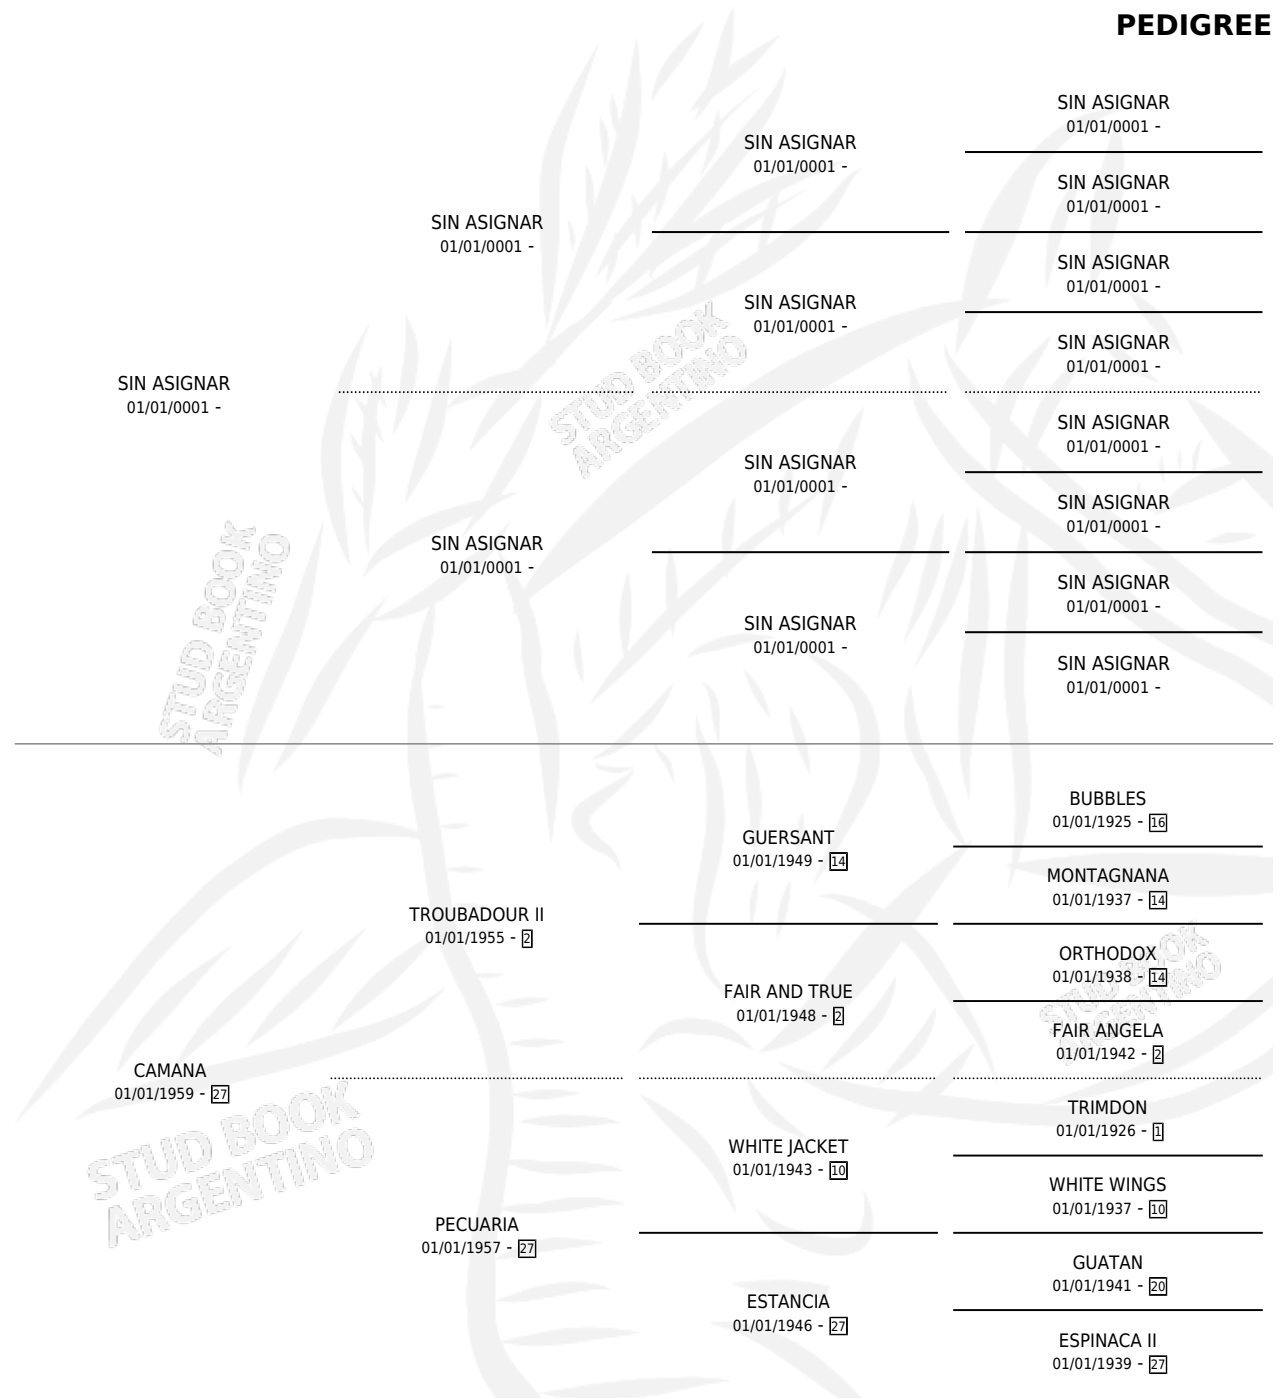 PEDIGREE
SIN ASIGNAR
01/01/0001 -
SIN ASIGNAR
01/01/0001 -
SIN ASIGNAR
01/01/0001 -
SIN ASIGNAR
01/01/0001 -
SIN ASIGNAR
01/01/0001 -
SIN ASIGNAR
01/01/0001 -
SIN ASIGNAR
01/01/0001 -
SIN ASIGNAR
01/01/0001 -
SIN ASIGNAR
01/01/0001 -
SIN ASIGNAR
01/01/0001 -
SIN ASIGNAR
01/01/0001 -
SIN ASIGNAR
01/01/0001 -
SIN ASIGNAR
01/01/0001 -
SIN ASIGNAR
01/01/0001 -
SIN ASIGNAR
01/01/0001 -
STUD BOOK
ARGENTINO
STUD BOOK
ARGENTINO
BUBBLES
01/01/1925 - 16
GUERSANT
01/01/1949 - 14
MONTAGNANA
01/01/1937 - 14
TROUBADOUR II
01/01/1955 - 2
ORTHODOX
01/01/1938 - 14
FAIR AND TRUE
01/01/1948 - 2
FAIR ANGELA
01/01/1942 - 2
CAMANA
01/01/1959 - 27
TRIMDON
01/01/1926 - 1
WHITE JACKET
01/01/1943 - 10
WHITE WINGS
01/01/1937 - 10
PECUARIA
01/01/1957 - 27
GUATAN
01/01/1941 - 20
ESTANCIA
01/01/1946 - 27
ESPINACA II
01/01/1939 - 27
STUD BOOK
ARGENTINO
STUD BOOK
ARGENTINO